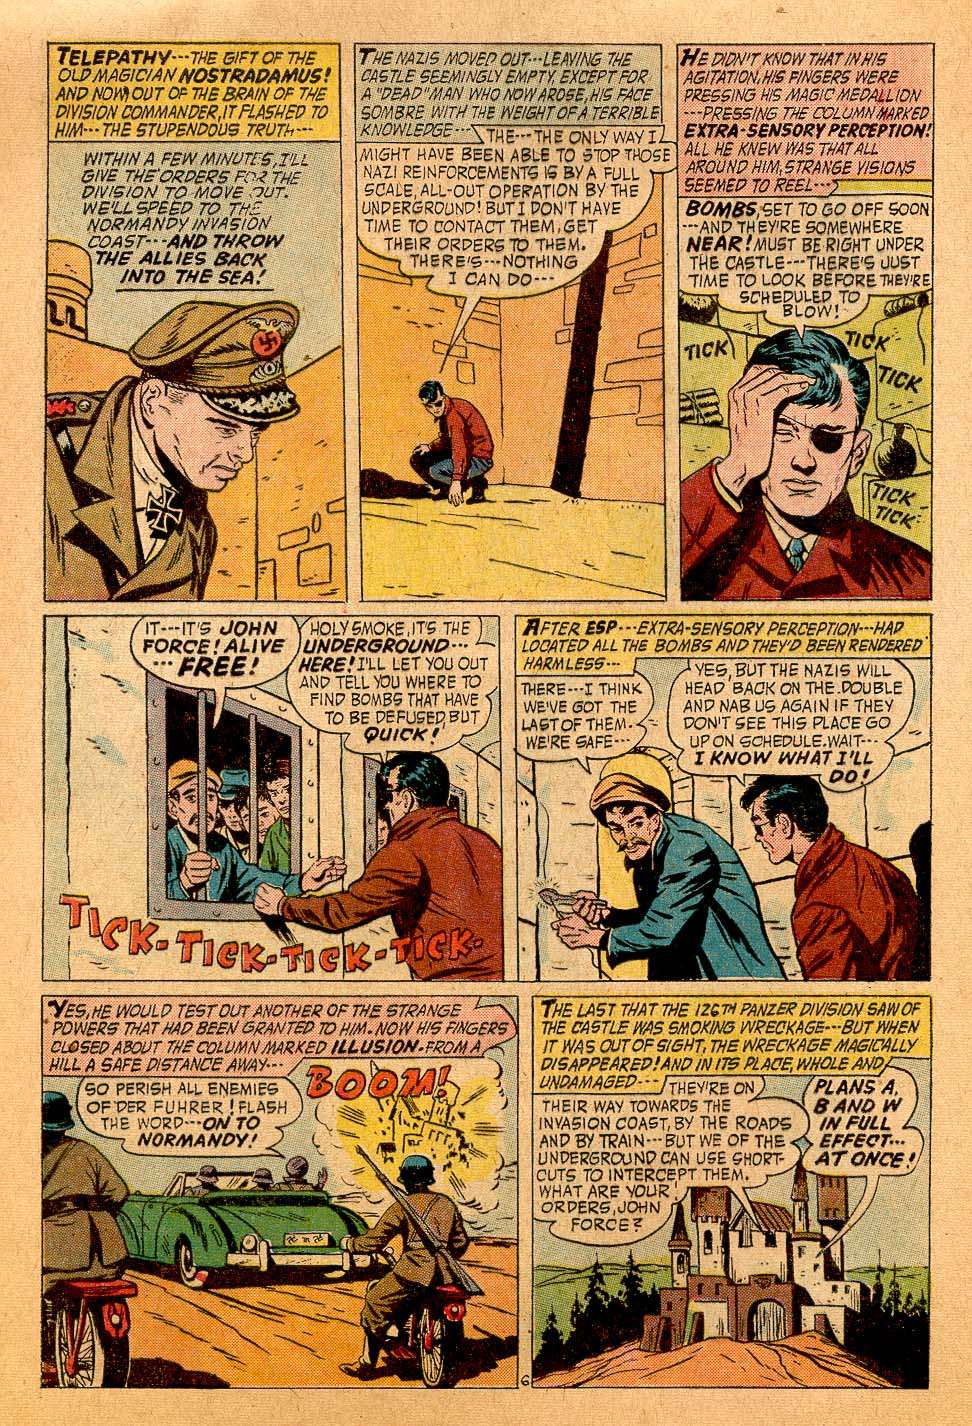 TELEPATHY---THE GIFT OF THE
OLD MAGICIAN NOSTRADAMUS!
AND NOW, OUT OF THE BRAIN OF THE
DIVISION COMMANDER, IT FLASHED TO
HIM---THE STUPENDOUS TRUTH---
WITHIN A FEW MINUTES, I'LL
GIVE THE ORDERS FOR THE
DIVISION TO MOVE OUT.
WE'LL SPEED TO THE
NORMANDY INVASION
COAST---AND THROW
THE ALLIES BACK
INTO THE SEA!
THE NAZIS MOVED OUT---LEAVING THE
CASTLE SEEMINGLY EMPTY, EXCEPT FOR
A "DEAD" MAN WHO NOW AROSE, HIS FACE
SOMBRE WITH THE WEIGHT OF A TERRIBLE
KNOWLEDGE---
THE---THE ONLY WAY I
MIGHT HAVE BEEN ABLE TO STOP THOSE
NAZI REINFORCEMENTS IS BY A FULL
SCALE, ALL-OUT OPERATION BY THE
UNDERGROUND! BUT I DON'T HAVE
TIME TO CONTACT THEM, GET
THEIR ORDERS TO THEM.
THERE'S---NOTHING
I CAN DO---
HE DIDN'T KNOW THAT IN HIS
AGITATION, HIS FINGERS WERE
PRESSING HIS MAGIC MEDALLION
---PRESSING THE COLUMN MARKED
EXTRA-SENSORY PERCEPTION!
ALL HE KNEW WAS THAT ALL
AROUND HIM, STRANGE VISIONS
SEEMED TO REEL---
BOMBS, SET TO GO OFF SOON
---AND THEY'RE SOMEWHERE
NEAR! MUST BE RIGHT UNDER
THE CASTLE---THERE'S JUST
TIME TO LOOK BEFORE THEY'RE
SCHEDULED TO
BLOW!
TICK
TICK
TICK
TICK
TICK
IT---IT'S JOHN
FORCE! ALIVE
---FREE!
HOLY SMOKE, IT'S THE
UNDERGROUND---
HERE! I'LL LET YOU OUT
AND TELL YOU WHERE TO
FIND BOMBS THAT HAVE
TO BE DEFUSED, BUT
QUICK!
TICK-TICK-TICK-TICK-
AFTER ESP---EXTRA-SENSORY PERCEPTION---HAD
LOCATED ALL THE BOMBS AND THEY'D BEEN RENDERED
HARMLESS---
THERE---I THINK
WE'VE GOT THE
LAST OF THEM.
WE'RE SAFE---
YES, BUT THE NAZIS WILL
HEAD BACK ON THE DOUBLE
AND NAB US AGAIN IF THEY
DON'T SEE THIS PLACE GO
UP ON SCHEDULE. WAIT---
I KNOW WHAT I'LL
DO!
YES, HE WOULD TEST OUT ANOTHER OF THE STRANGE
POWERS THAT HAD BEEN GRANTED TO HIM. NOW HIS FINGERS
CLOSED ABOUT THE COLUMN MARKED ILLUSION. FROM A
HILL A SAFE DISTANCE AWAY---
SO PERISH ALL ENEMIES
OF DER FUHRER! FLASH
THE WORD---ON TO
NORMANDY!
BOOM!
THE LAST THAT THE 126TH PANZER DIVISION SAW OF
THE CASTLE WAS SMOKING WRECKAGE---BUT WHEN
IT WAS OUT OF SIGHT, THE WRECKAGE MAGICALLY
DISAPPEARED! AND IN ITS PLACE, WHOLE AND
UNDAMAGED---
THEY'RE ON
THEIR WAY TOWARDS THE
INVASION COAST, BY THE ROADS
AND BY TRAIN---BUT WE OF THE
UNDERGROUND CAN USE SHORT-
CUTS TO INTERCEPT THEM.
WHAT ARE YOUR
ORDERS, JOHN
FORCE?
PLANS A,
B AND W
IN FULL
EFFECT---
AT ONCE!
6